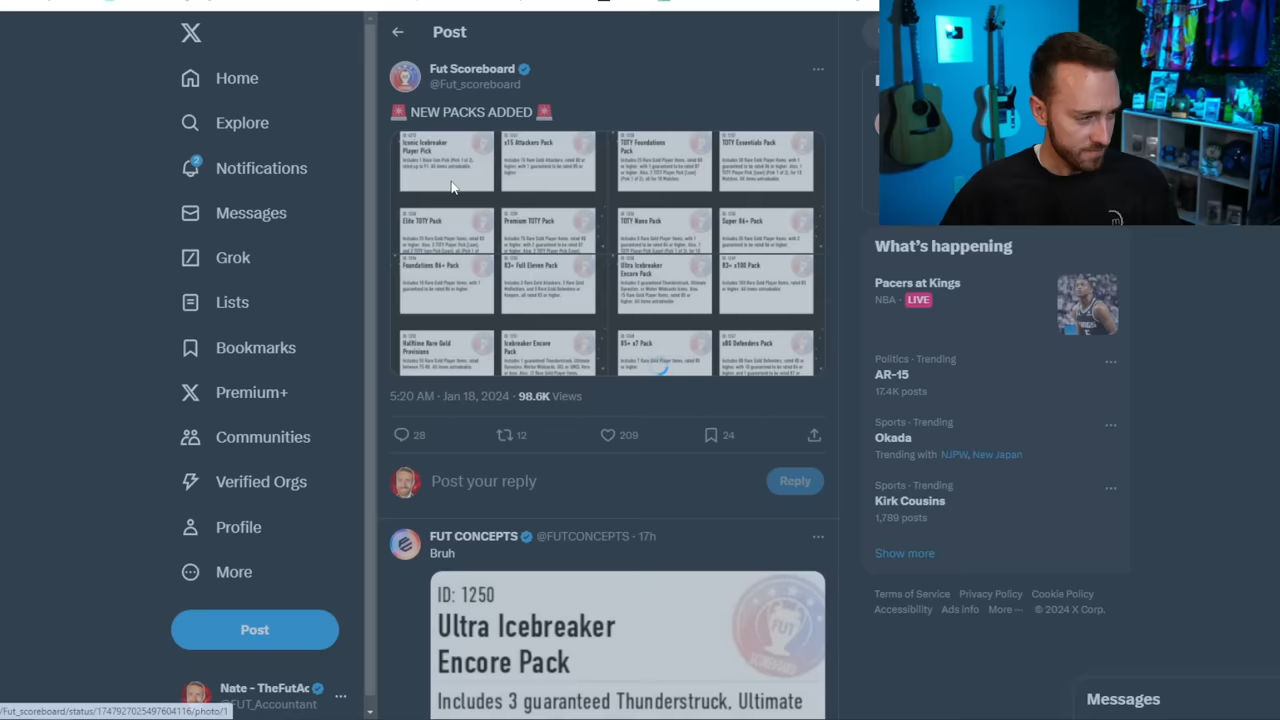 Home
Explore
2
Notifications
Messages
Grok
Lists
Bookmarks
Premium+
Communities
Verified Orgs
Profile
More
Post
Nate - TheFutAc
@FUT_Accountant
/Fut_scoreboard/status/1747927025497604116/photo/1
Post
Fut Scoreboard
@Fut_scoreboard
🚨 NEW PACKS ADDED 🚨
Iconic Icebreaker
Player Pick
x15 Attackers Pack
TOTY Foundations
Pack
TOTY Essentials Pack
Elite TOTY Pack
Premium TOTY Pack
TOTY Nano Pack
Super 86+ Pack
Foundations 86+ Pack
83+ Full Eleven Pack
Ultra Icebreaker
Encore Pack
83+ x100 Pack
Halftime Rare Gold
Provisions
Icebreaker Encore
Pack
85+ x7 Pack
x80 Defenders Pack
5:20 AM · Jan 18, 2024 · 98.6K Views
28
12
209
24
Post your reply
Reply
FUT CONCEPTS @FUTCONCEPTS · 17h
Bruh
ID: 1250
Ultra Icebreaker
Encore Pack
Includes 3 guaranteed Thunderstruck, Ultimate
FUT
What's happening
Pacers at Kings
NBA · LIVE
Politics · Trending
AR-15
17.4K posts
Sports · Trending
Okada
Trending with NJPW, New Japan
Sports · Trending
Kirk Cousins
1,789 posts
Show more
Terms of Service Privacy Policy Cookie Policy
Accessibility Ads info More ··· © 2024 X Corp.
Messages